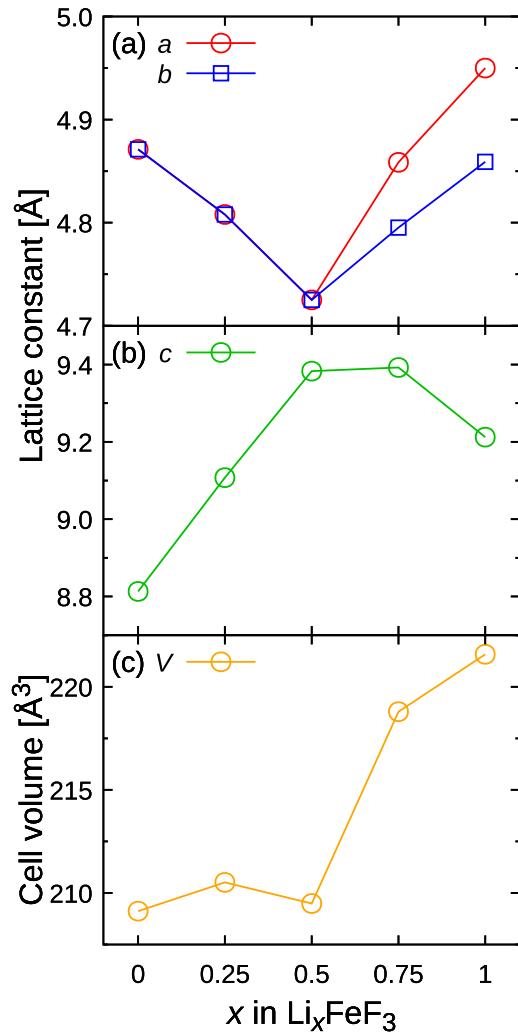 5.0
(a) a
b
4.9
4.8
4.7
Lattice constant [Å]
(b) c
9.4
9.2
9.0
8.8
(c) V
220
215
210
Cell volume [Å³]
0 0.25 0.5 0.75 1
x in LiₓFeF₃